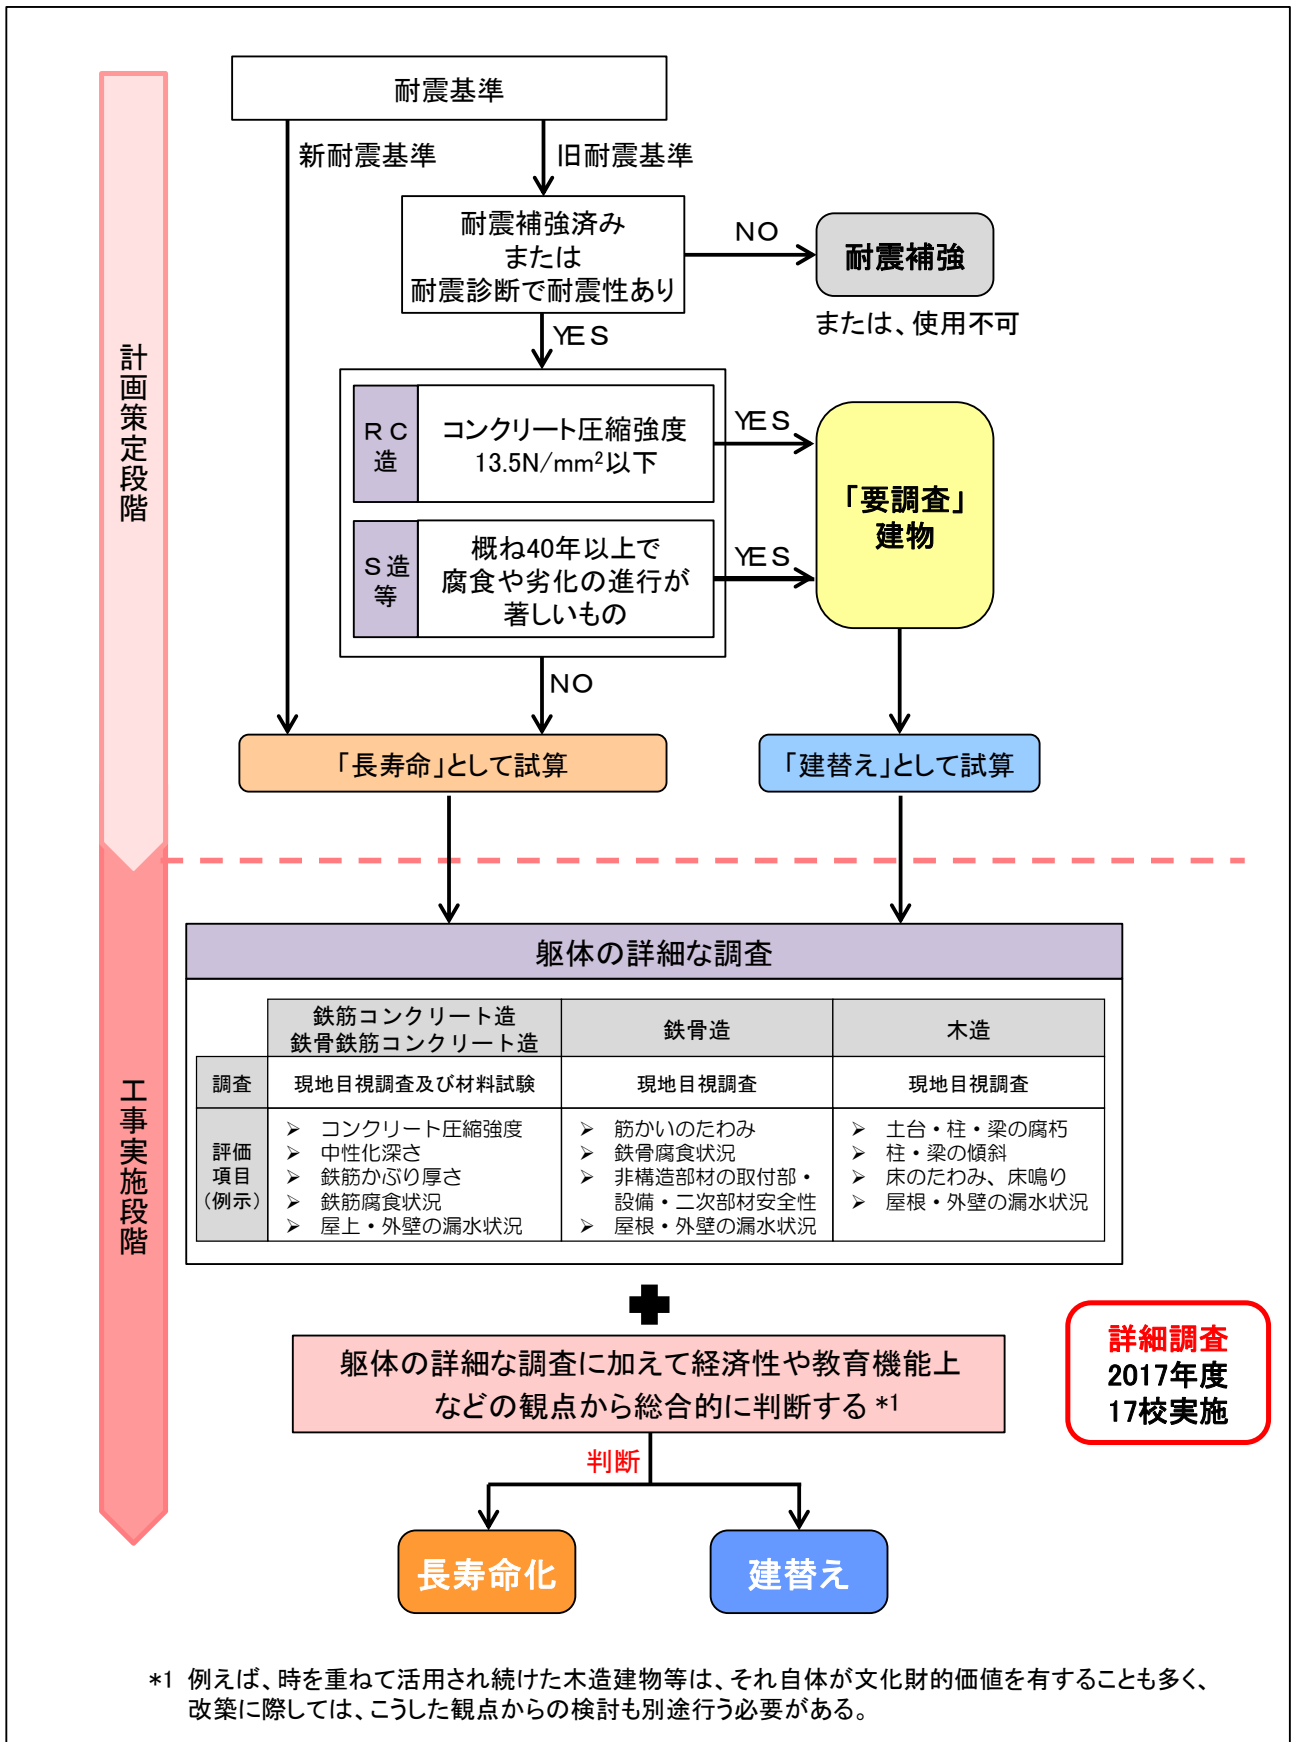 耐震基準
新耐震基準
旧耐震基準
耐震補強済み
または
耐震診断で耐震性あり
NO
耐震補強
または、使用不可
YES
計画策定段階
RC造
コンクリート圧縮強度
13.5N/mm²以下
YES
S造等
概ね40年以上で
腐食や劣化の進行が
著しいもの
YES
「要調査」
建物
NO
「長寿命」として試算
「建替え」として試算
工事実施段階
躯体の詳細な調査
鉄筋コンクリート造
鉄骨鉄筋コンクリート造
鉄骨造
木造
調査
現地目視調査及び材料試験
現地目視調査
現地目視調査
評価
項目
(例示)
➢ コンクリート圧縮強度
➢ 中性化深さ
➢ 鉄筋かぶり厚さ
➢ 鉄筋腐食状況
➢ 屋上・外壁の漏水状況
➢ 筋かいのたわみ
➢ 鉄骨腐食状況
➢ 非構造部材の取付部・
設備・二次部材安全性
➢ 屋根・外壁の漏水状況
➢ 土台・柱・梁の腐朽
➢ 柱・梁の傾斜
➢ 床のたわみ、床鳴り
➢ 屋根・外壁の漏水状況
躯体の詳細な調査に加えて経済性や教育機能上
などの観点から総合的に判断する *1
詳細調査
2017年度
17校実施
判断
長寿命化
建替え
*1 例えば、時を重ねて活用され続けた木造建物等は、それ自体が文化財的価値を有することも多く、
改築に際しては、こうした観点からの検討も別途行う必要がある。